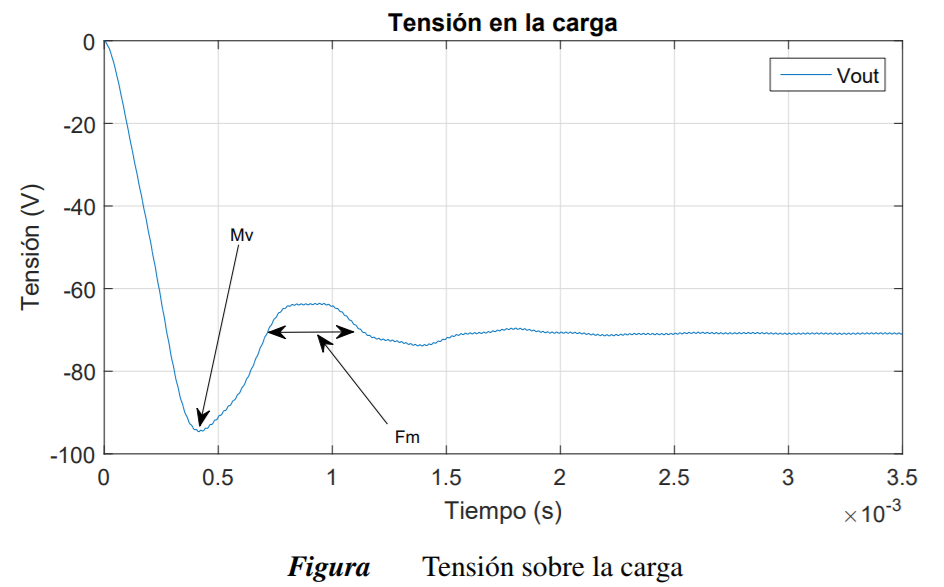 Tensión en la carga
0
-20
-40
-60
-80
-100
Tensión (V)
Vout
Mv
Fm
0 0.5 1 1.5 2 2.5 3 3.5
Tiempo (s)
×10-3
Figura Tensión sobre la carga